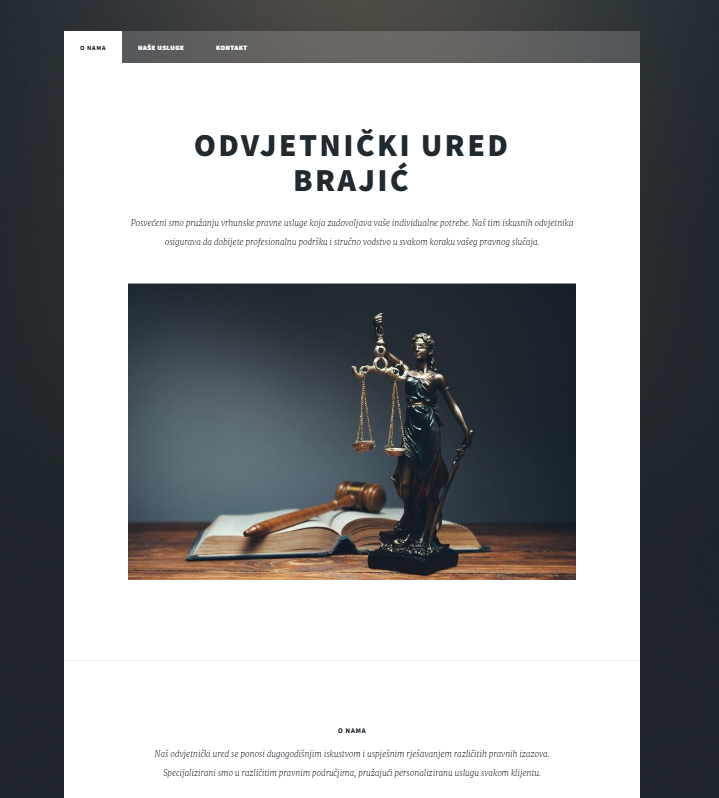 O NAMA
NAŠE USLUGE
KONTAKT
ODVJETNIČKI URED
BRAJIĆ
Posvećeni smo pružanju vrhunske pravne usluge koja zadovoljava vaše individualne potrebe. Naš tim iskusnih odvjetnika
osigurava da dobijete profesionalnu podršku i stručno vodstvo u svakom koraku vašeg pravnog slučaja.
O NAMA
Naš odvjetnički ured se ponosi dugogodišnjim iskustvom i uspješnim rješavanjem različitih pravnih izazova.
Specijalizirani smo u različitim pravnim područjima, pružajući personaliziranu uslugu svakom klijentu.